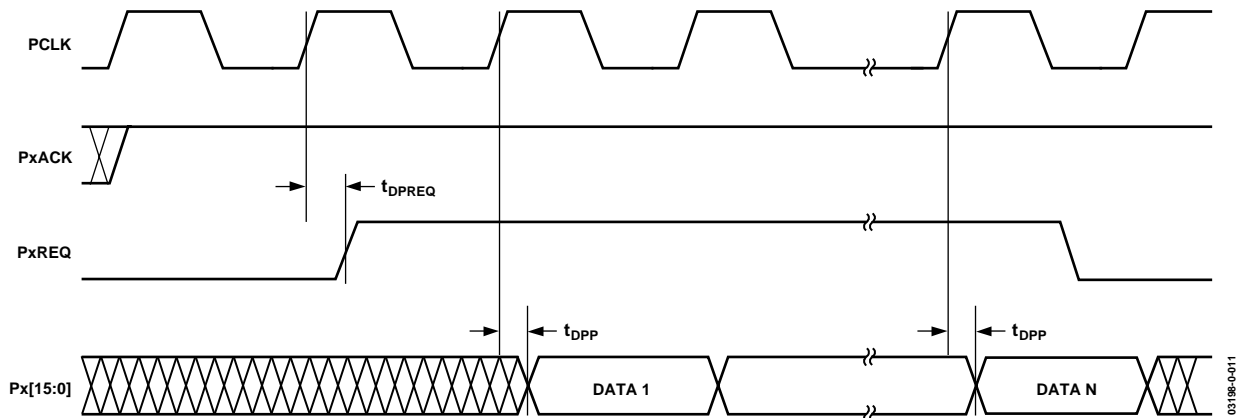 PCLK
PxACK
tDPREQ
PxREQ
tDPP
tDPP
Px[15:0]
DATA 1
DATA N
03198-0-011